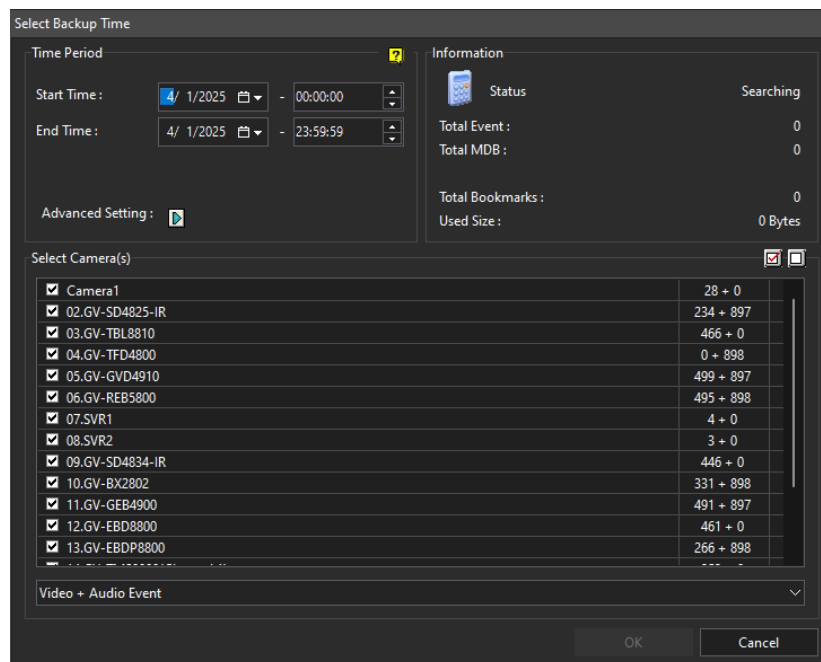 Select Backup Time
Time Period
?
Start Time :
4/ 1/2025
-
00:00:00
End Time :
4/ 1/2025
-
23:59:59
Advanced Setting :
Information
Status
Searching
Total Event :
0
Total MDB :
0
Total Bookmarks :
0
Used Size :
0 Bytes
Select Camera(s)
Camera1 28 + 0
02.GV-SD4825-IR 234 + 897
03.GV-TBL8810 466 + 0
04.GV-TFD4800 0 + 898
05.GV-GVD4910 499 + 897
06.GV-REB5800 495 + 898
07.SVR1 4 + 0
08.SVR2 3 + 0
09.GV-SD4834-IR 446 + 0
10.GV-BX2802 331 + 898
11.GV-GEB4900 491 + 897
12.GV-EBD8800 461 + 0
13.GV-EBDP8800 266 + 898
Video + Audio Event
OK
Cancel